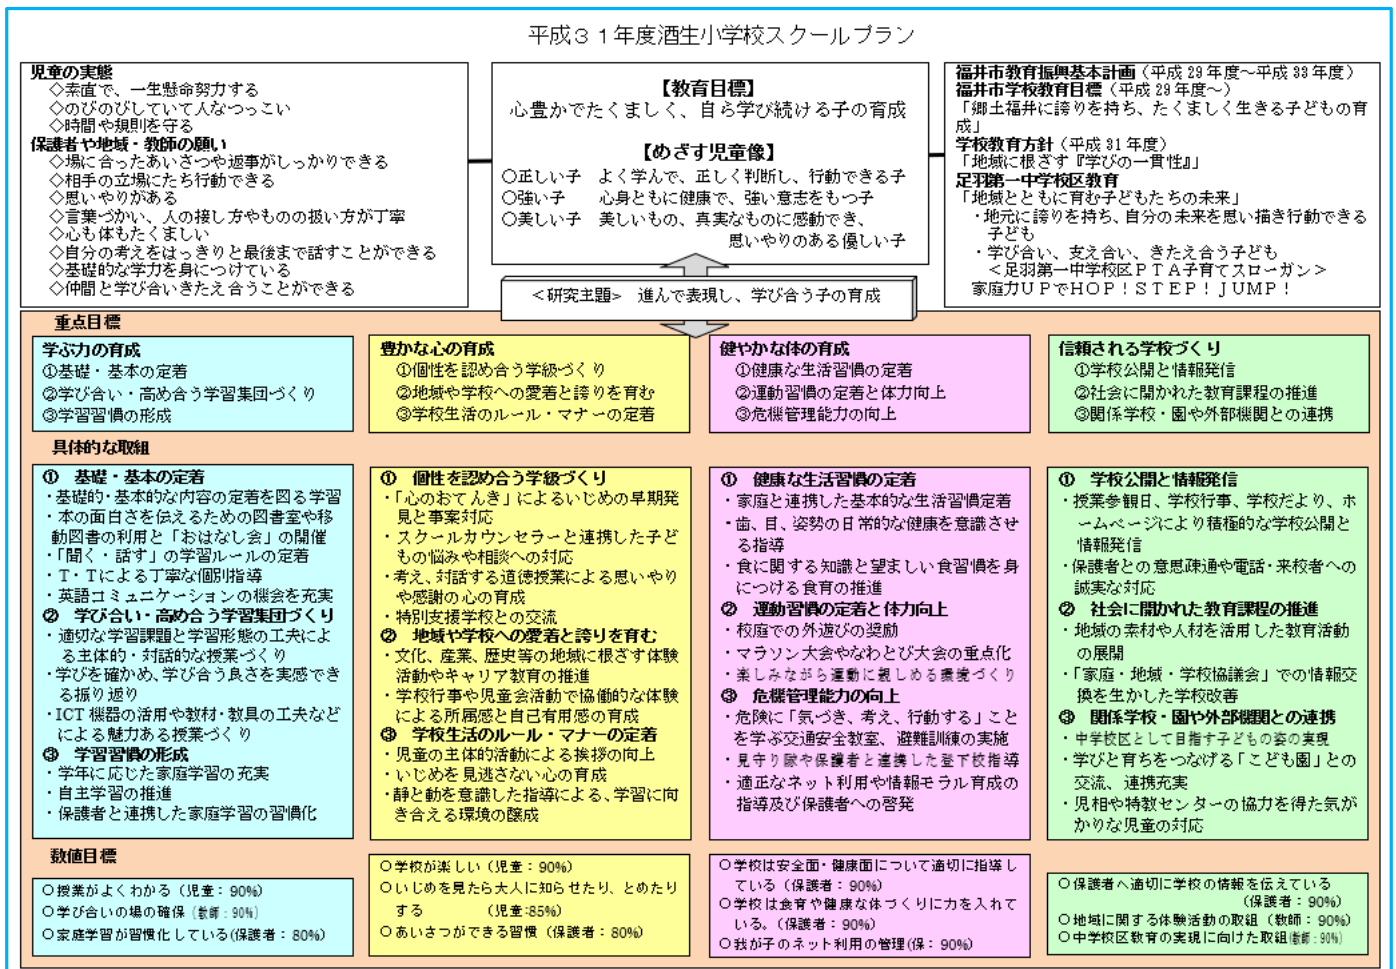 平成３１年度酒生小学校スクールプラン
児童の実態
◇素直で、一生懸命努力する
◇のびのびしていて人なつっこい
◇時間や規則を守る
保護者や地域・教師の願い
◇場に合ったあいさつや返事がしっかりできる
◇相手の立場にたち行動できる
◇思いやりがある
◇言葉づかい、人の接し方やものの扱い方が丁寧
◇心も体もたくましい
◇自分の考えをはっきりと最後まで話すことができる
◇基礎的な学力を身につけている
◇仲間と学び合いきたえ合うことができる
【教育目標】
心豊かでたくましく、自ら学び続ける子の育成
【めざす児童像】
○正しい子　よく学んで、正しく判断し、行動できる子
○強い子　心身ともに健康で、強い意志をもつ子
○美しい子　美しいもの、真実なものに感動でき、
思いやりのある優しい子
＜研究主題＞　進んで表現し、学び合う子の育成
福井市教育振興基本計画（平成 29 年度～平成 33 年度）
福井市学校教育目標（平成 29 年度～）
「郷土福井に誇りを持ち、たくましく生きる子どもの育
成」
学校教育方針（平成 31 年度）
「地域に根ざす『学びの一貫性』」
足羽第一中学校区教育
「地域とともに育む子どもたちの未来」
・地元に誇りを持ち、自分の未来を思い描き行動できる
子ども
・学び合い、支え合い、きたえ合う子ども
＜足羽第一中学校区ＰＴＡ子育てスローガン＞
家庭力ＵＰでＨＯＰ！ＳＴＥＰ！ＪＵＭＰ！
重点目標
学ぶ力の育成
①基礎・基本の定着
②学び合い・高め合う学習集団づくり
③学習習慣の形成
豊かな心の育成
①個性を認め合う学級づくり
②地域や学校への愛着と誇りを育む
③学校生活のルール・マナーの定着
健やかな体の育成
①健康な生活習慣の定着
②運動習慣の定着と体力向上
③危機管理能力の向上
信頼される学校づくり
①学校公開と情報発信
②社会に開かれた教育課程の推進
③関係学校・園や外部機関との連携
具体的な取組
①　基礎・基本の定着
・基礎的・基本的な内容の定着を図る学習
・本の面白さを伝えるための図書室や移
動図書の利用と「おはなし会」の開催
・「聞く・話す」の学習ルールの定着
・Ｔ・Ｔによる丁寧な個別指導
・英語コミュニケーションの機会を充実
②　学び合い・高め合う学習集団づくり
・適切な学習課題と学習形態の工夫によ
る主体的・対話的な授業づくり
・学びを確かめ、学び合う良さを実感でき
る振り返り
・ICT 機器の活用や教材・教具の工夫など
による魅力ある授業づくり
③　学習習慣の形成
・学年に応じた家庭学習の充実
・自主学習の推進
・保護者と連携した家庭学習の習慣化
①　個性を認め合う学級づくり
・「心のおてんき」によるいじめの早期発
見と事案対応
・スクールカウンセラーと連携した子ど
もの悩みや相談への対応
・考え、対話する道徳授業による思いやり
や感謝の心の育成
・特別支援学校との交流
②　地域や学校への愛着と誇りを育む
・文化、産業、歴史等の地域に根ざす体験
活動やキャリア教育の推進
・学校行事や児童会活動で協働的な体験
による所属感と自己有用感の育成
③　学校生活のルール・マナーの定着
・児童の主体的活動による挨拶の向上
・いじめを見逃さない心の育成
・静と動を意識した指導による、学習に向
き合える環境の醸成
①　健康な生活習慣の定着
・家庭と連携した基本的な生活習慣定着
・歯、目、姿勢の日常的な健康を意識させ
る指導
・食に関する知識と望ましい食習慣を身
につける食育の推進
②　運動習慣の定着と体力向上
・校庭での外遊びの奨励
・マラソン大会やなわとび大会の重点化
・楽しみながら運動に親しめる環境づくり
③　危機管理能力の向上
・危険に「気づき、考え、行動する」こと
を学ぶ交通安全教室、避難訓練の実施
・見守り隊や保護者と連携した登下校指導
・適正なネット利用や情報モラル育成の
指導及び保護者への啓発
①　学校公開と情報発信
・授業参観日、学校行事、学校だより、ホ
ームページにより積極的な学校公開と
情報発信
・保護者との意思疎通や電話・来校者への
誠実な対応
②　社会に開かれた教育課程の推進
・地域の素材や人材を活用した教育活動
の展開
・「家庭・地域・学校協議会」での情報交
換を生かした学校改善
③　関係学校・園や外部機関との連携
・中学校区として目指す子どもの姿の実現
・学びと育ちをつなげる「こども園」との
交流、連携充実
・児相や特教センターの協力を得た気が
かりな児童の対応
数値目標
○授業がよくわかる（児童：90%）
○学び合いの場の確保（教師：90%）
○家庭学習が習慣化している(保護者：80%)
○学校が楽しい（児童：90%）
○いじめを見たら大人に知らせたり、とめたり
する　（児童:85%）
○あいさつができる習慣（保護者：80%）
○学校は安全面・健康面について適切に指導し
ている（保護者：90%）
○学校は食育や健康な体づくりに力を入れて
いる。（保護者：90%）
○我が子のネット利用の管理(保：90%)
○保護者へ適切に学校の情報を伝えている
（保護者：90%）
○地域に関する体験活動の取組（教師：90%）
○中学校区教育の実現に向けた取組(教師：90%)